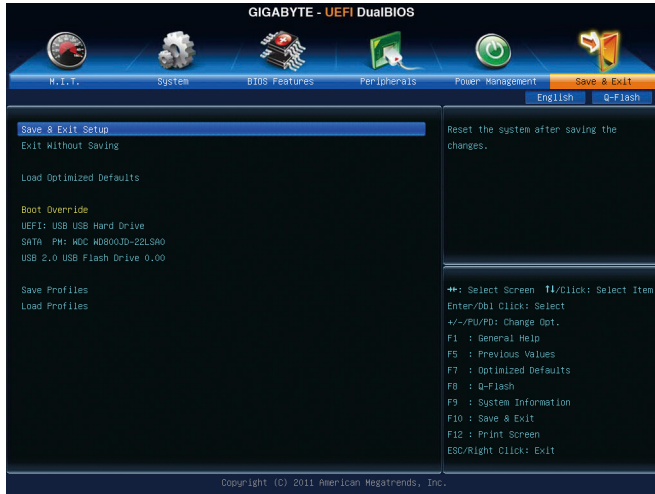 GIGABYTE - UEFI DualBIOS
M.I.T. System BIOS Features Peripherals Power Management Save & Exit
English Q-Flash
Save & Exit Setup
Exit Without Saving
Load Optimized Defaults
Boot Override
UEFI: USB USB Hard Drive
SATA PM: WDC WD800JD-22LSA0
USB 2.0 USB Flash Drive 0.00
Save Profiles
Load Profiles
Reset the system after saving the
changes.
→←: Select Screen ↑↓/Click: Select Item
Enter/Dbl Click: Select
+/-/PU/PD: Change Opt.
F1 : General Help
F5 : Previous Values
F7 : Optimized Defaults
F8 : Q-Flash
F9 : System Information
F10 : Save & Exit
F12 : Print Screen
ESC/Right Click: Exit
Copyright (C) 2011 American Megatrends, Inc.